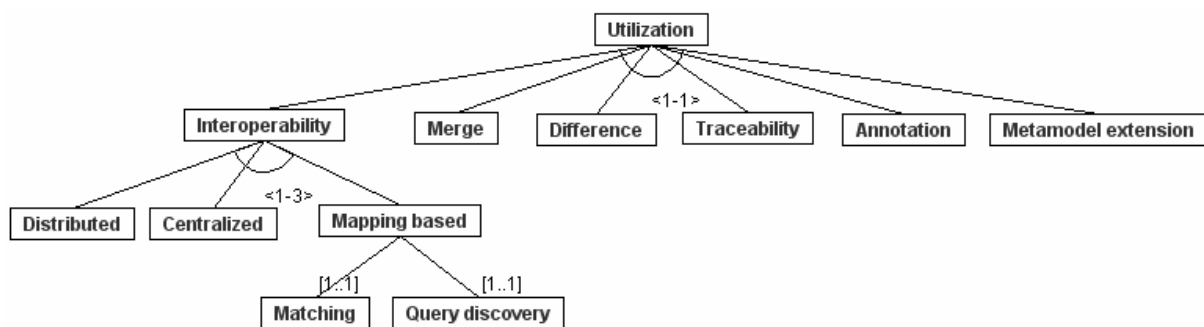 Utilization
<1-1>
Interoperability
Merge
Difference
Traceability
Annotation
Metamodel extension
<1-3>
Distributed
Centralized
Mapping based
[1..1]
[1..1]
Matching
Query discovery